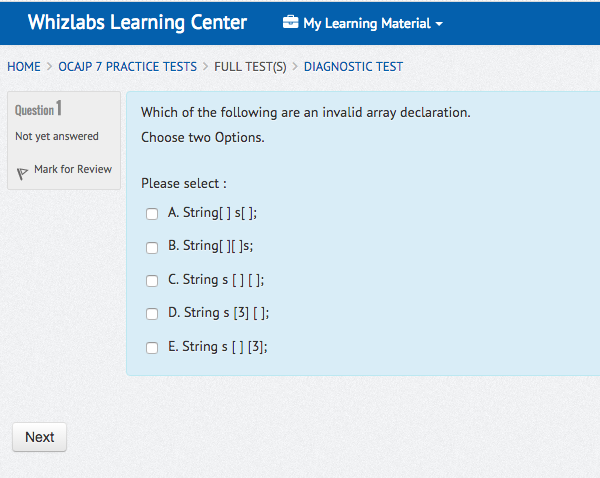 Whizlabs Learning Center My Learning Material
HOME > OCAJP 7 PRACTICE TESTS > FULL TEST(S) > DIAGNOSTIC TEST
Question 1
Not yet answered
Mark for Review
Which of the following are an invalid array declaration.
Choose two Options.
Please select :
A. String[ ] s[ ];
B. String[ ][ ]s;
C. String s [ ] [ ];
D. String s [3] [ ];
E. String s [ ] [3];
Next